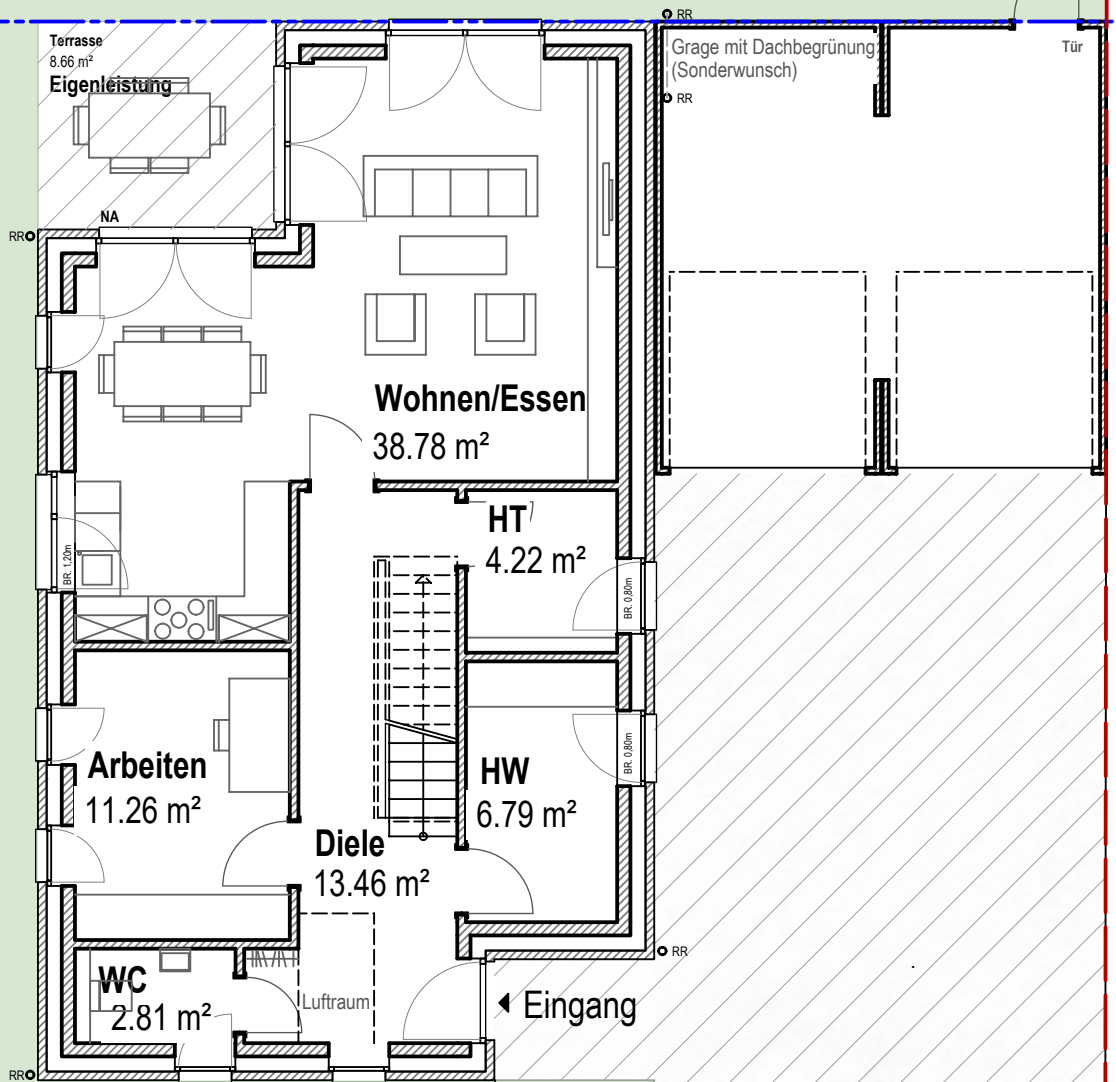 RR
Terrasse
8.66 m²
Eigenleistung
Grage mit Dachbegrünung
(Sonderwunsch)
Tür
RR
NA
RR
Wohnen/Essen
38.78 m²
HT
4.22 m²
BR. 1,20m
BR. 0,80m
Arbeiten
11.26 m²
HW
6.79 m²
BR. 0,80m
Diele
13.46 m²
RR
WC
2.81 m²
Luftraum
Eingang
RR